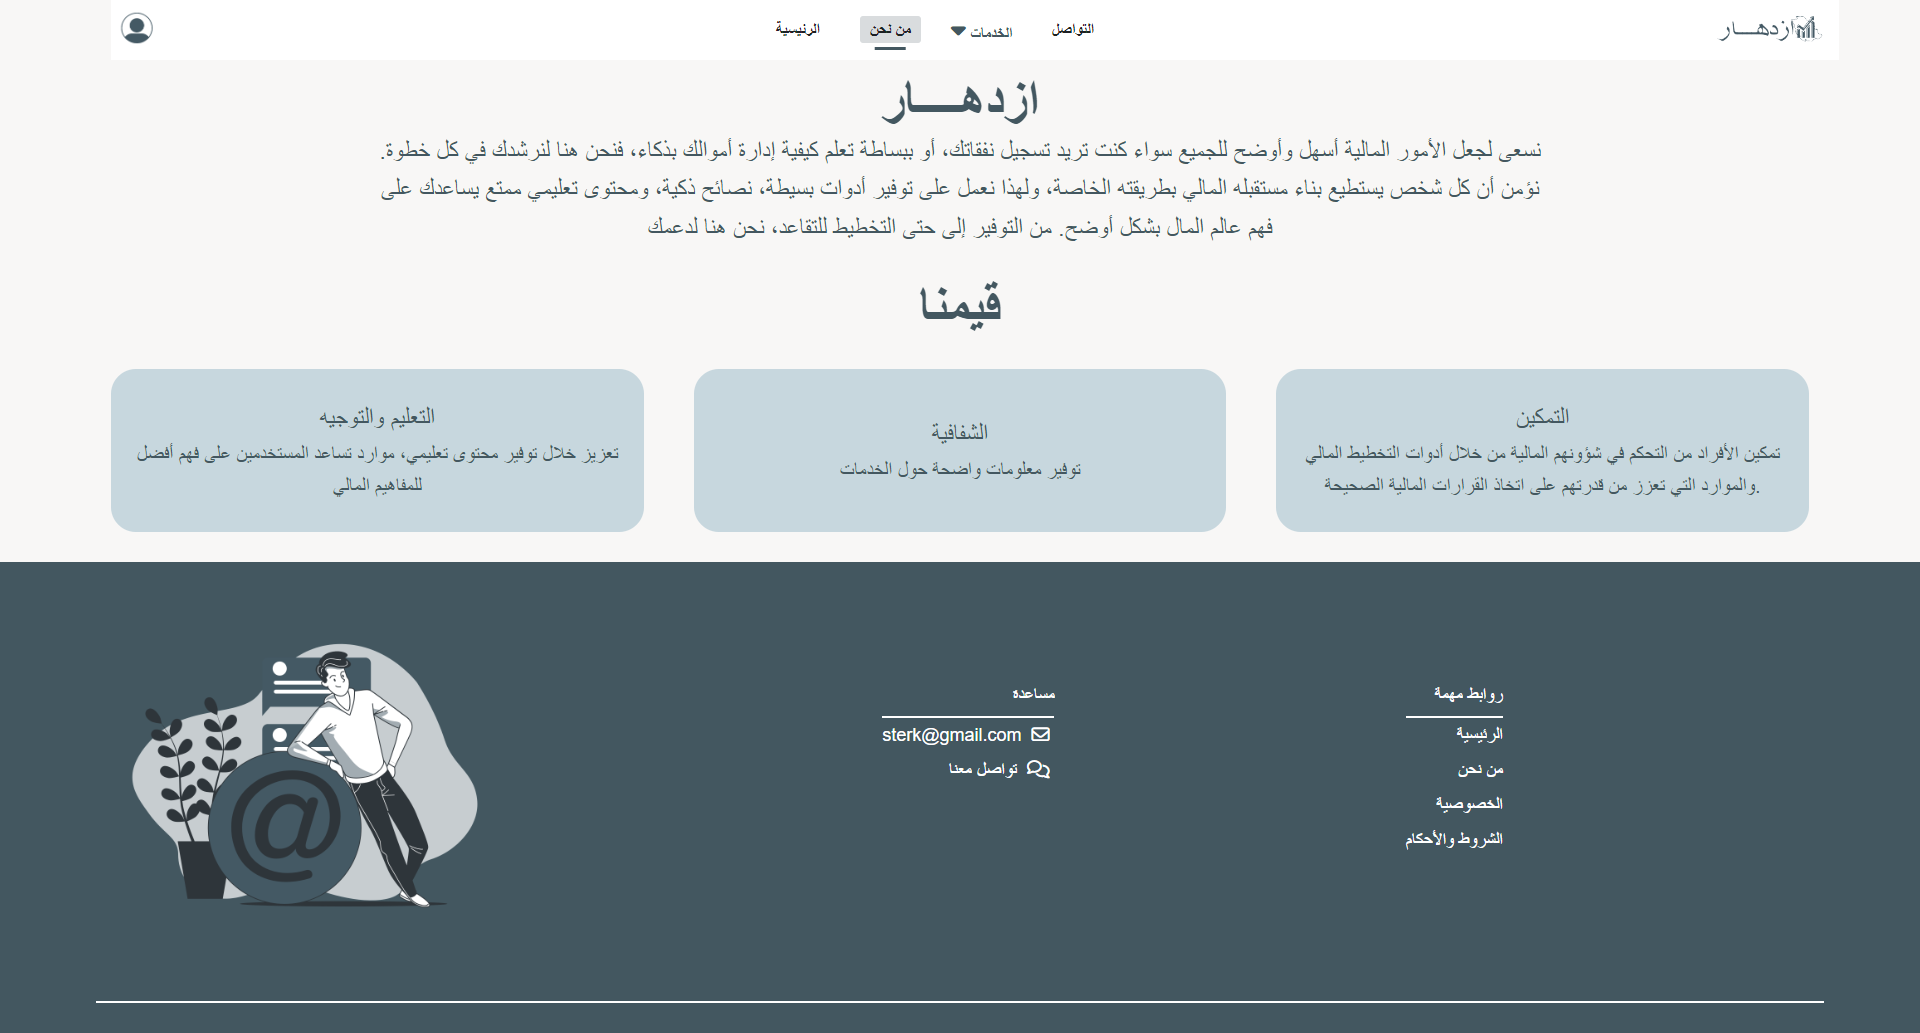 ازدهـــار
التواصل
الخدمات
من نحن
الرئيسية
ازدهـــار
نسعى لجعل الأمور المالية أسهل وأوضح للجميع سواء كنت تريد تسجيل نفقاتك، أو ببساطة تعلم كيفية إدارة أموالك بذكاء، فنحن هنا لنرشدك في كل خطوة.
نؤمن أن كل شخص يستطيع بناء مستقبله المالي بطريقته الخاصة، ولهذا نعمل على توفير أدوات بسيطة، نصائح ذكية، ومحتوى تعليمي ممتع يساعدك على
فهم عالم المال بشكل أوضح. من التوفير إلى حتى التخطيط للتقاعد، نحن هنا لدعمك
قيمنا
التمكين
تمكين الأفراد من التحكم في شؤونهم المالية من خلال أدوات التخطيط المالي
.والموارد التي تعزز من قدرتهم على اتخاذ القرارات المالية الصحيحة
الشفافية
توفير معلومات واضحة حول الخدمات
التعليم والتوجيه
تعزيز خلال توفير محتوى تعليمي، موارد تساعد المستخدمين على فهم أفضل
للمفاهيم المالي
روابط مهمة
الرئيسية
من نحن
الخصوصية
الشروط والأحكام
مساعدة
sterk@gmail.com
تواصل معنا
@